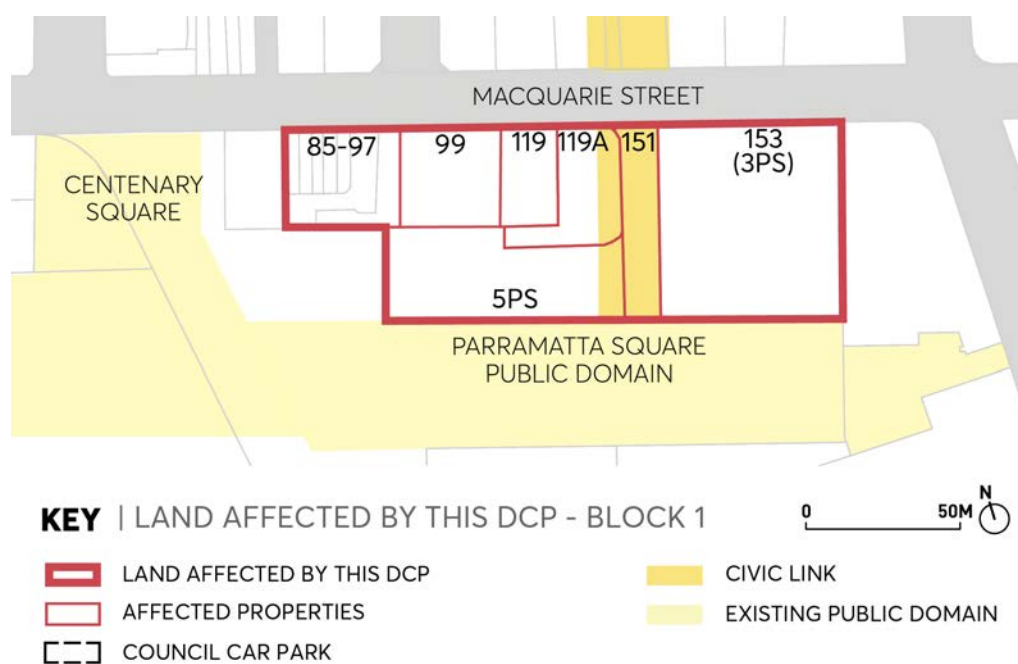 MACQUARIE STREET
85-97
99
119
119A
151
153
(3PS)
CENTENARY
SQUARE
5PS
PARRAMATTA SQUARE
PUBLIC DOMAIN
KEY | LAND AFFECTED BY THIS DCP - BLOCK 1
0 50M
N
LAND AFFECTED BY THIS DCP
CIVIC LINK
AFFECTED PROPERTIES
EXISTING PUBLIC DOMAIN
COUNCIL CAR PARK